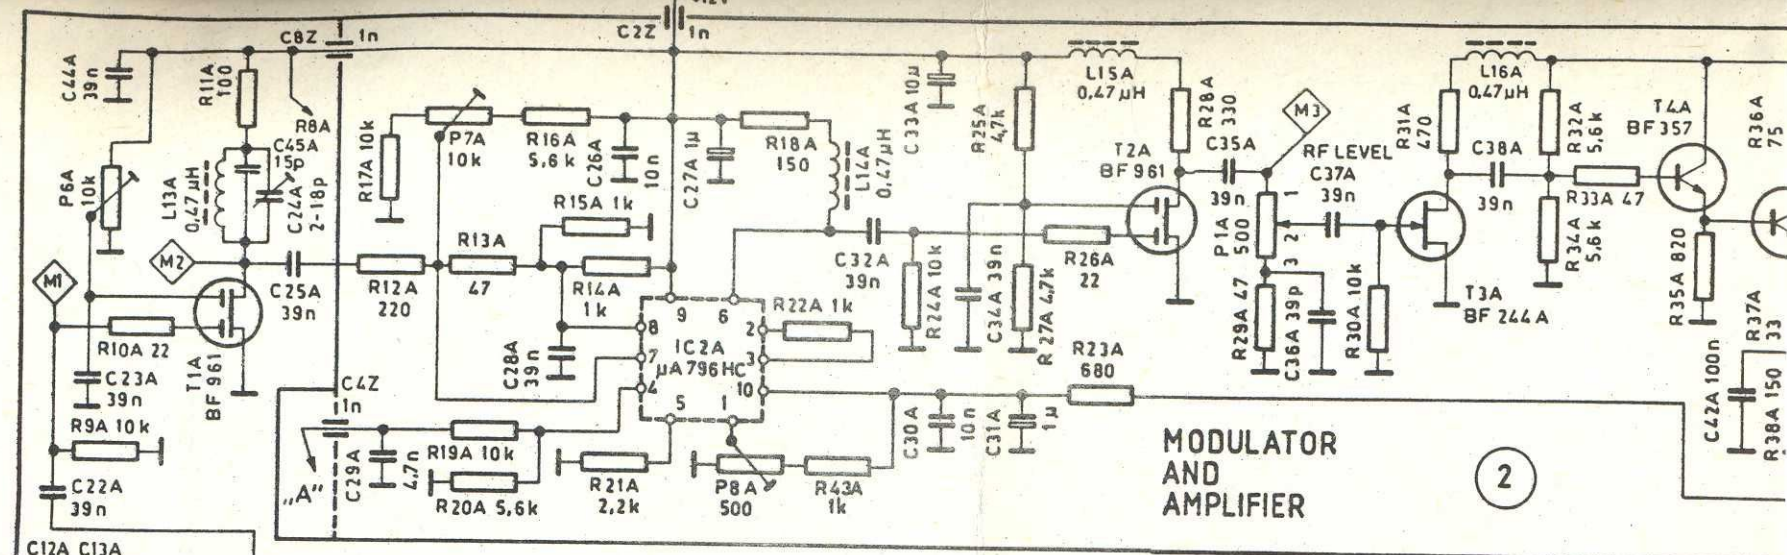 C8Z
1n
C2Z
1n
C44A
39n
R11A
100
R8A
P6A
10k
L13A
0,47 µH
C45A
15p
C24A
2-18p
M1
M2
C25A
39n
R10A 22
C23A
39n
T1A
BF 961
R9A 10k
C22A
39n
C12A C13A
C4Z
1n
„A"
R17A 10k
P7A
10k
R16A
5,6 k
C26A
10n
C27A 1µ
R18A
150
L14A
0,47µH
R15A 1k
R12A
220
R13A
47
R14A
1k
C28A
39n
9
6
8
7
4
2
3
10
5
1
IC2A
µA 796HC
R22A 1k
C29A
4,7n
R19A 10k
R20A 5,6k
R21A
2,2k
P8A
500
R43A
1k
C30A
10n
C31A
1µ
R23A
680
C32A
39n
R24A 10k
C33A 10µ
R25A
4,7k
C34A 39n
R27A 4,7k
L15A
0,47µH
R28A
330
T2A
BF 961
R26A
22
C35A
39n
M3
RF LEVEL
C37A
39n
P1A
500
1
2
3
R29A 47
C36A 39p
R30A 10k
R31A
470
L16A
0,47µH
C38A
39n
T3A
BF 244A
R32A
5,6k
R33A 47
R34A
5,6k
T4A
BF 357
R35A 820
R36A
75
R37A
33
C42A 100n
R38A 150
MODULATOR
AND
AMPLIFIER
2